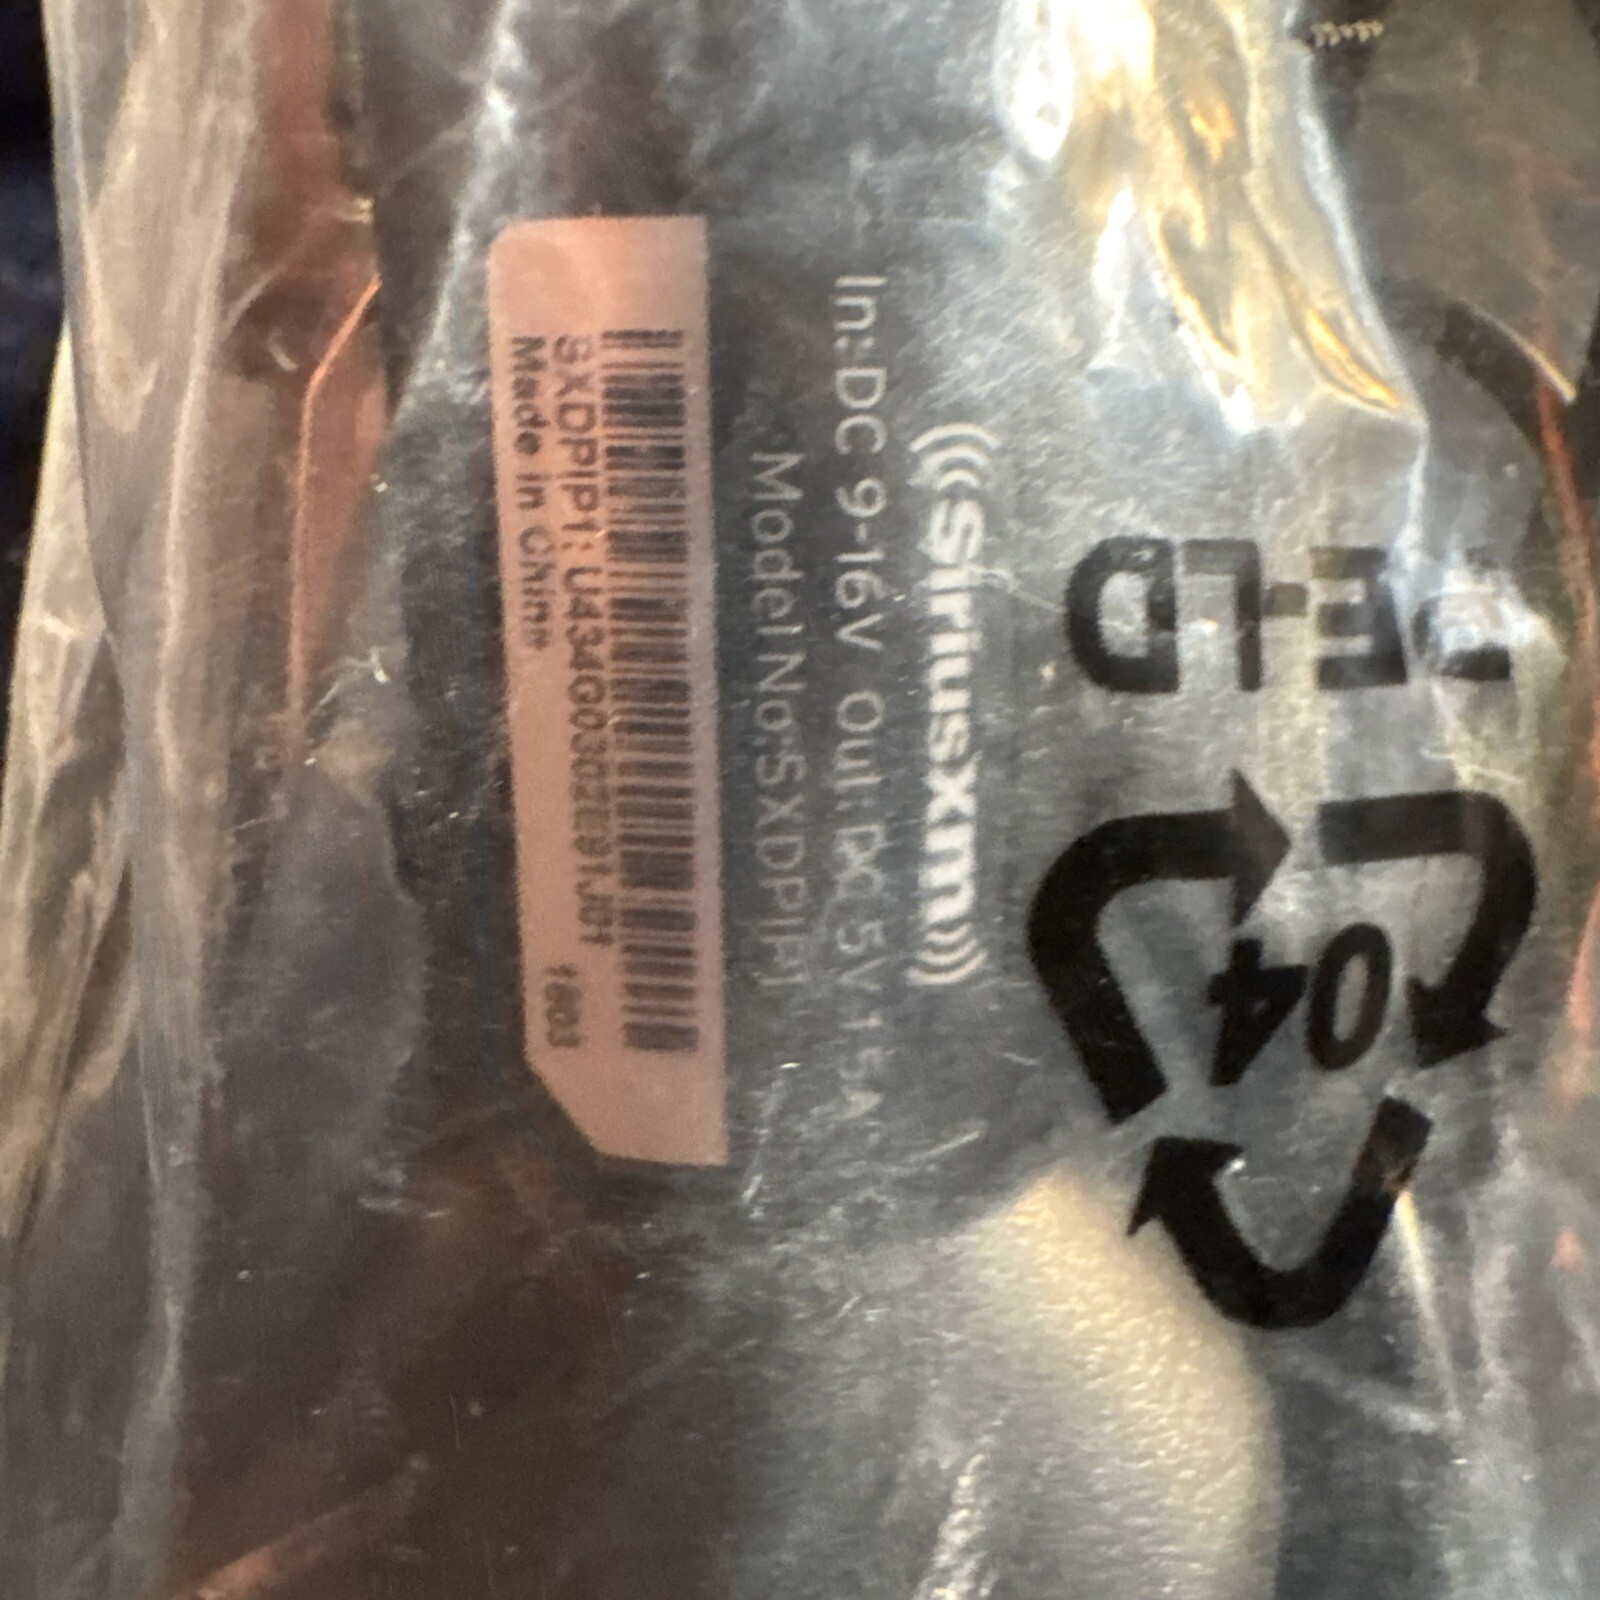 SiriusXM
In:DC 9-16V Out: DC 5V 1.5A
Model No:SXDPIP1
SXDPIP1: U434G0302E91J01
Made in China
1603
PE-LD
04